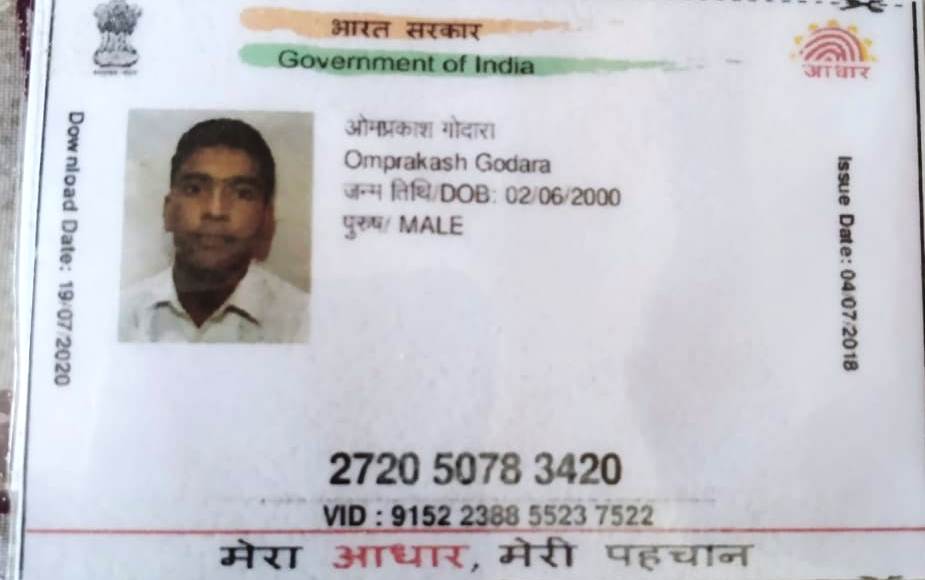 भारत सरकार
Government of India
आधार
Download Date: 19/07/2020
ओमप्रकाश गोदारा
Omprakash Godara
जन्म तिथि/DOB: 02/06/2000
पुरुष/ MALE
Issue Date: 04/07/2018
2720 5078 3420
VID : 9152 2388 5523 7522
मेरा आधार, मेरी पहचान